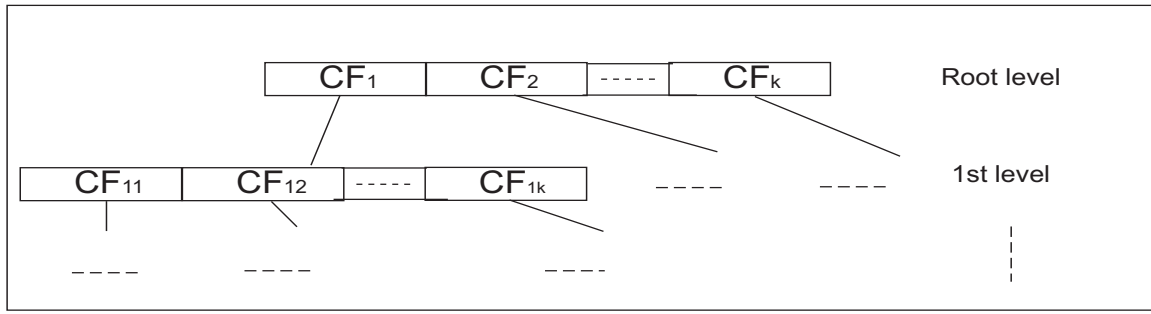 CF1 CF2 ----- CFk Root level
CF11 CF12 ----- CF1k 1st level